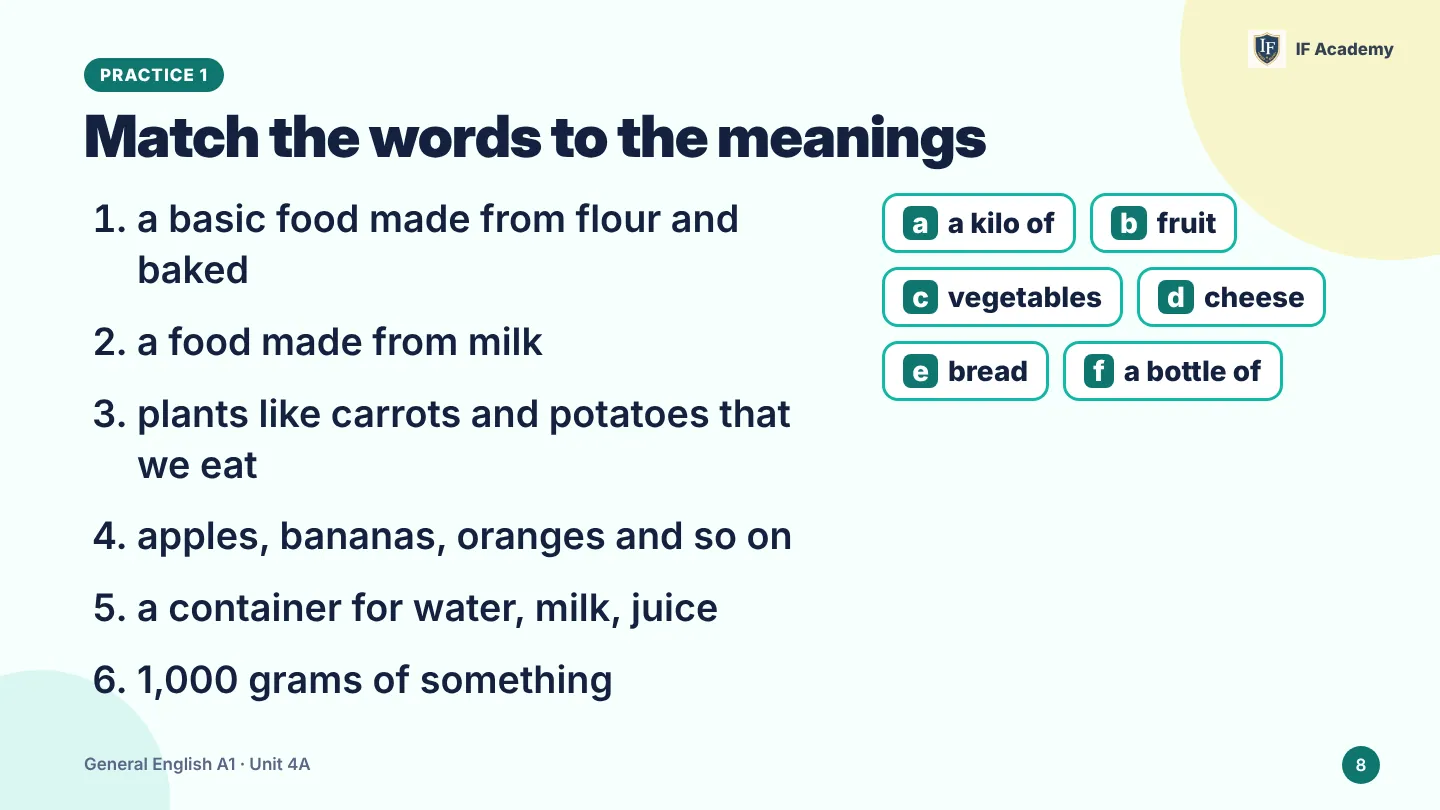 IF Academy
PRACTICE 1
Match the words to the meanings
1. a basic food made from flour and
baked
2. a food made from milk
3. plants like carrots and potatoes that
we eat
4. apples, bananas, oranges and so on
5. a container for water, milk, juice
6. 1,000 grams of something
a a kilo of
b fruit
c vegetables
d cheese
e bread
f a bottle of
General English A1 · Unit 4A
8